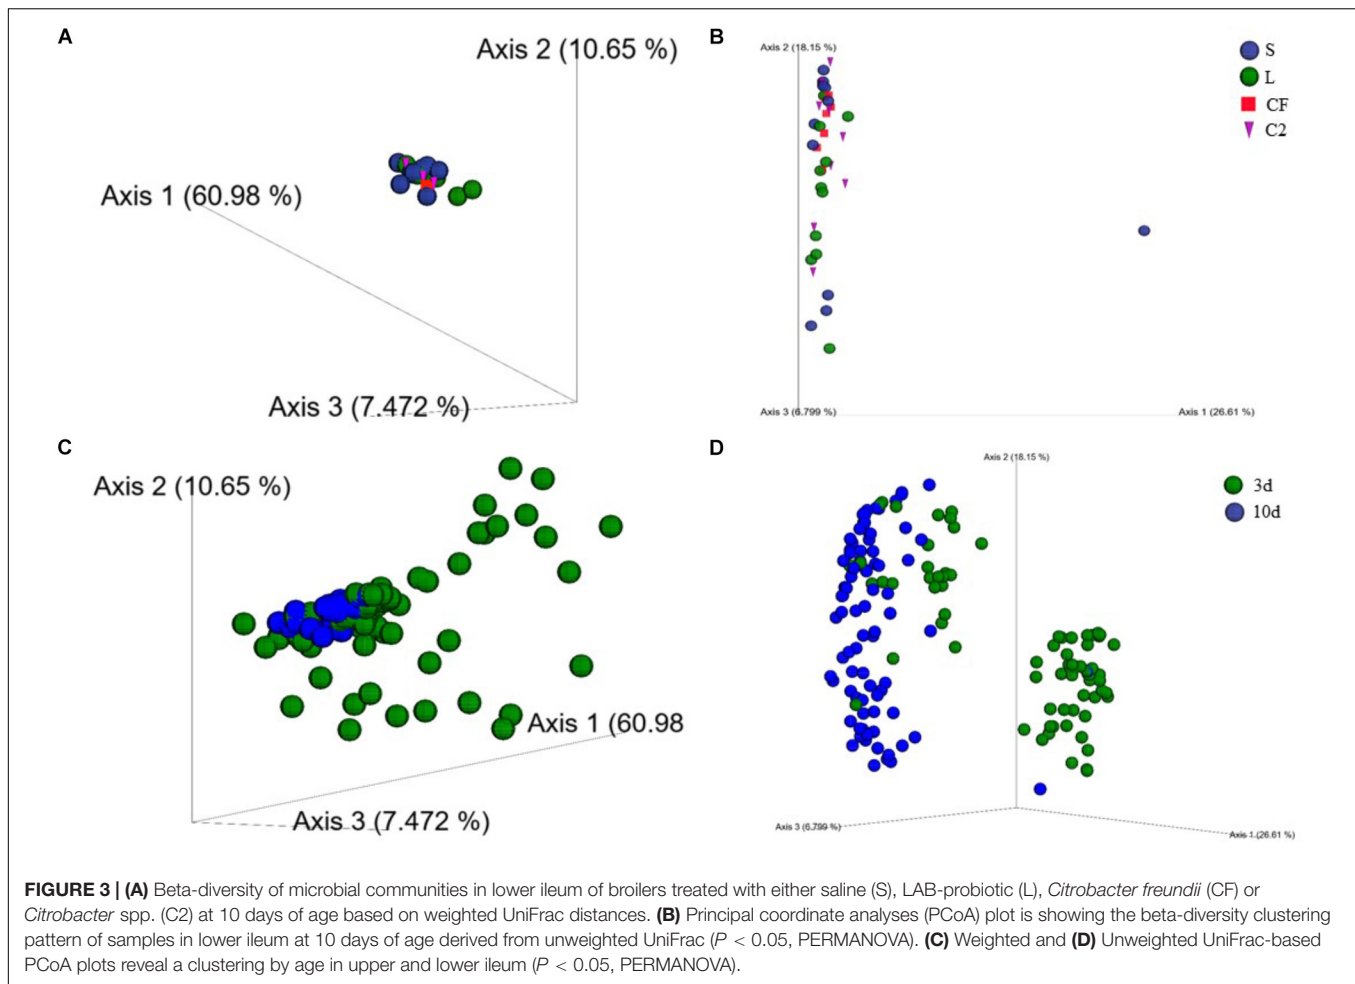 A
Axis 2 (10.65 %)
Axis 1 (60.98 %)
Axis 3 (7.472 %)
B
Axis 2 (18.15 %)
S
L
CF
C2
Axis 3 (6.799 %)
Axis 1 (26.61 %)
C
Axis 2 (10.65 %)
Axis 1 (60.98
Axis 3 (7.472 %)
D
Axis 2 (18.15 %)
3d
10d
Axis 3 (6.799 %)
Axis 1 (26.61 %)
FIGURE 3 | (A) Beta-diversity of microbial communities in lower ileum of broilers treated with either saline (S), LAB-probiotic (L), Citrobacter freundii (CF) or
Citrobacter spp. (C2) at 10 days of age based on weighted UniFrac distances. (B) Principal coordinate analyses (PCoA) plot is showing the beta-diversity clustering
pattern of samples in lower ileum at 10 days of age derived from unweighted UniFrac (P < 0.05, PERMANOVA). (C) Weighted and (D) Unweighted UniFrac-based
PCoA plots reveal a clustering by age in upper and lower ileum (P < 0.05, PERMANOVA).